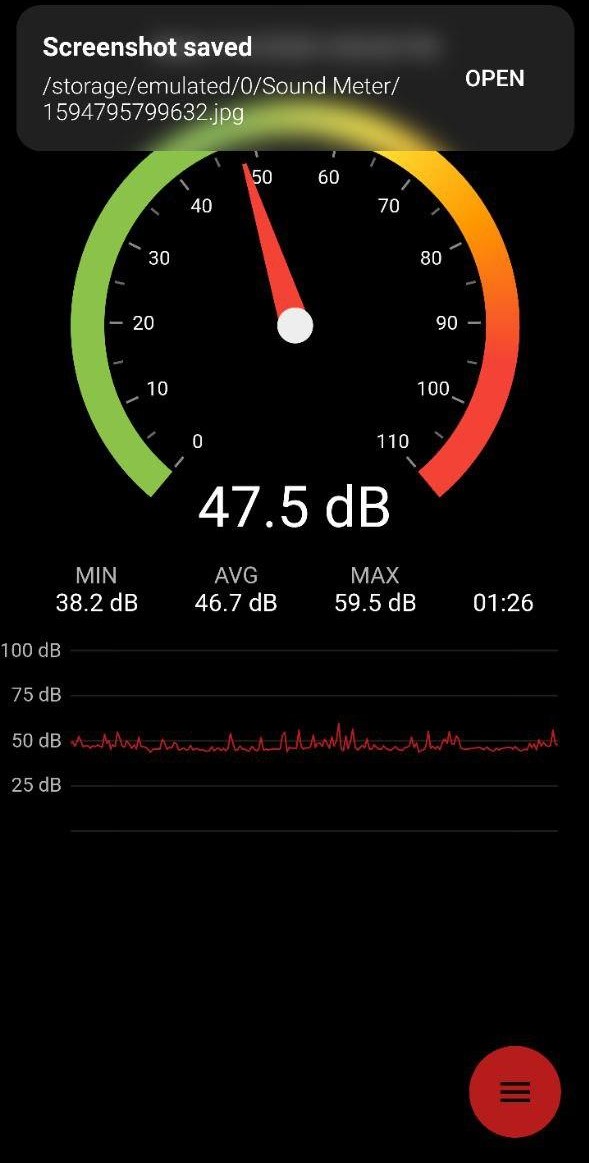 Screenshot saved
/storage/emulated/0/Sound Meter/
1594795799632.jpg
OPEN
50 60
40 70
30 80
20 90
10 100
0 110
47.5 dB
MIN AVG MAX
38.2 dB 46.7 dB 59.5 dB 01:26
100 dB
75 dB
50 dB
25 dB